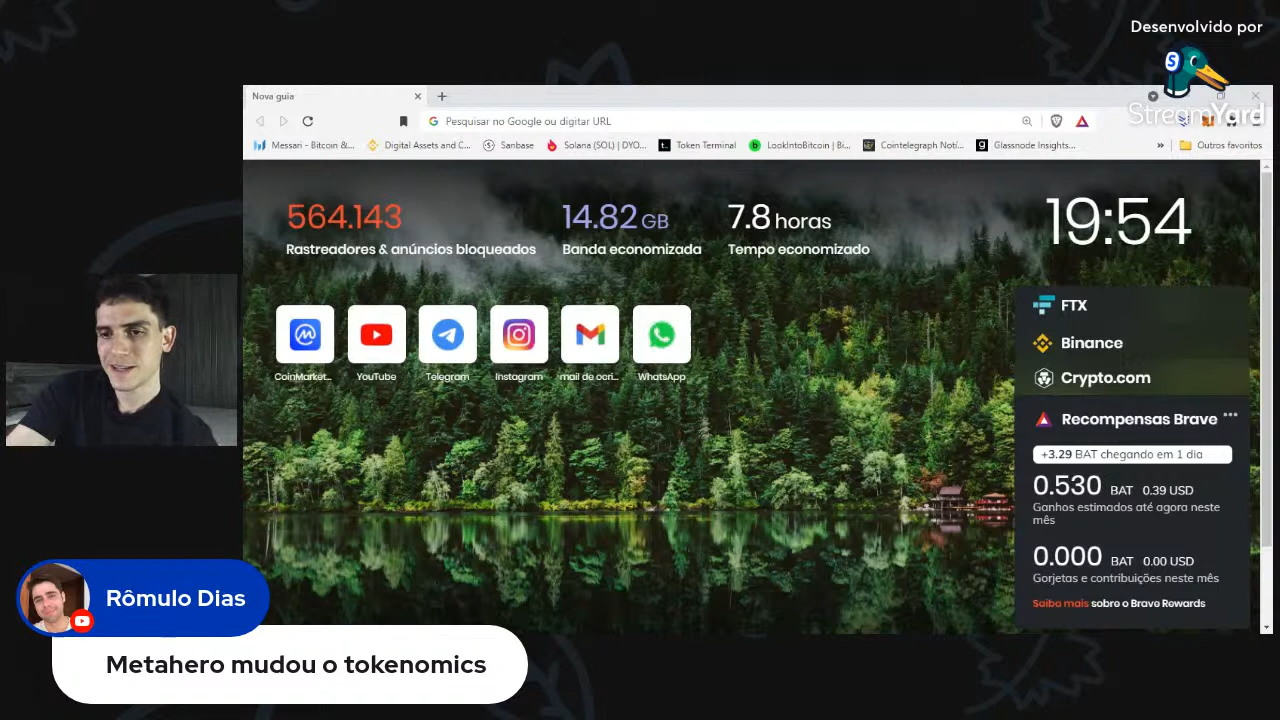 Desenvolvido por
StreamYard
Nova guia
Pesquisar no Google ou digitar URL
Messari - Bitcoin &...
Digital Assets and C...
Sanbase
Solana (SOL) | DYO...
Token Terminal
LookIntoBitcoin | Bi...
Cointelegraph Notí...
Glassnode Insights...
»
Outros favoritos
564.143
Rastreadores & anúncios bloqueados
14.82 GB
Banda economizada
7.8 horas
Tempo economizado
19:54
CoinMarket...
YouTube
Telegram
Instagram
mail de ocri...
WhatsApp
FTX
Binance
Crypto.com
Recompensas Brave
+3.29 BAT chegando em 1 dia
0.530 BAT 0.39 USD
Ganhos estimados até agora neste
mês
0.000 BAT 0.00 USD
Gorjetas e contribuições neste mês
Saiba mais sobre o Brave Rewards
Rômulo Dias
Metahero mudou o tokenomics